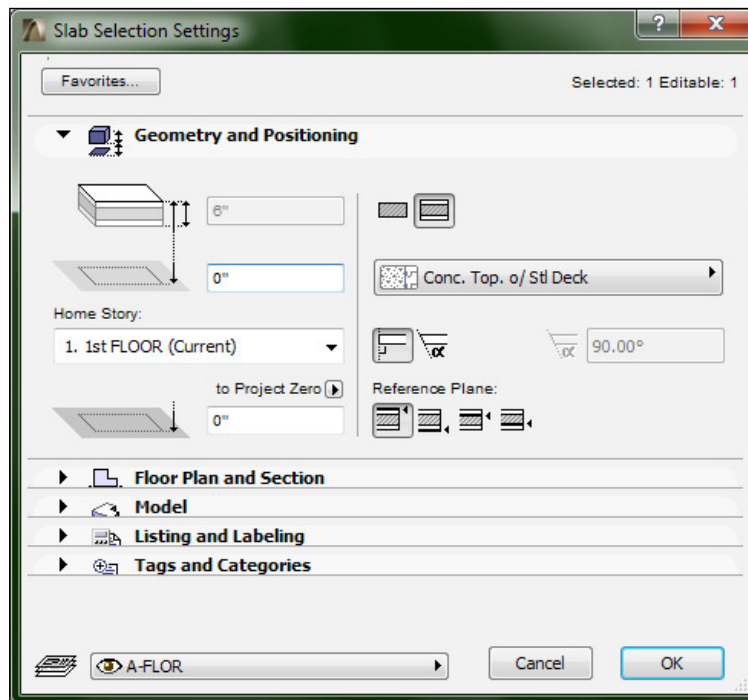 Slab Selection Settings
Favorites...
Selected: 1 Editable: 1
Geometry and Positioning
6"
0"
Conc. Top. o/ Stl Deck
Home Story:
1. 1st FLOOR (Current)
α
α
90.00°
to Project Zero
Reference Plane:
0"
Floor Plan and Section
Model
Listing and Labeling
Tags and Categories
A-FLOR
Cancel
OK